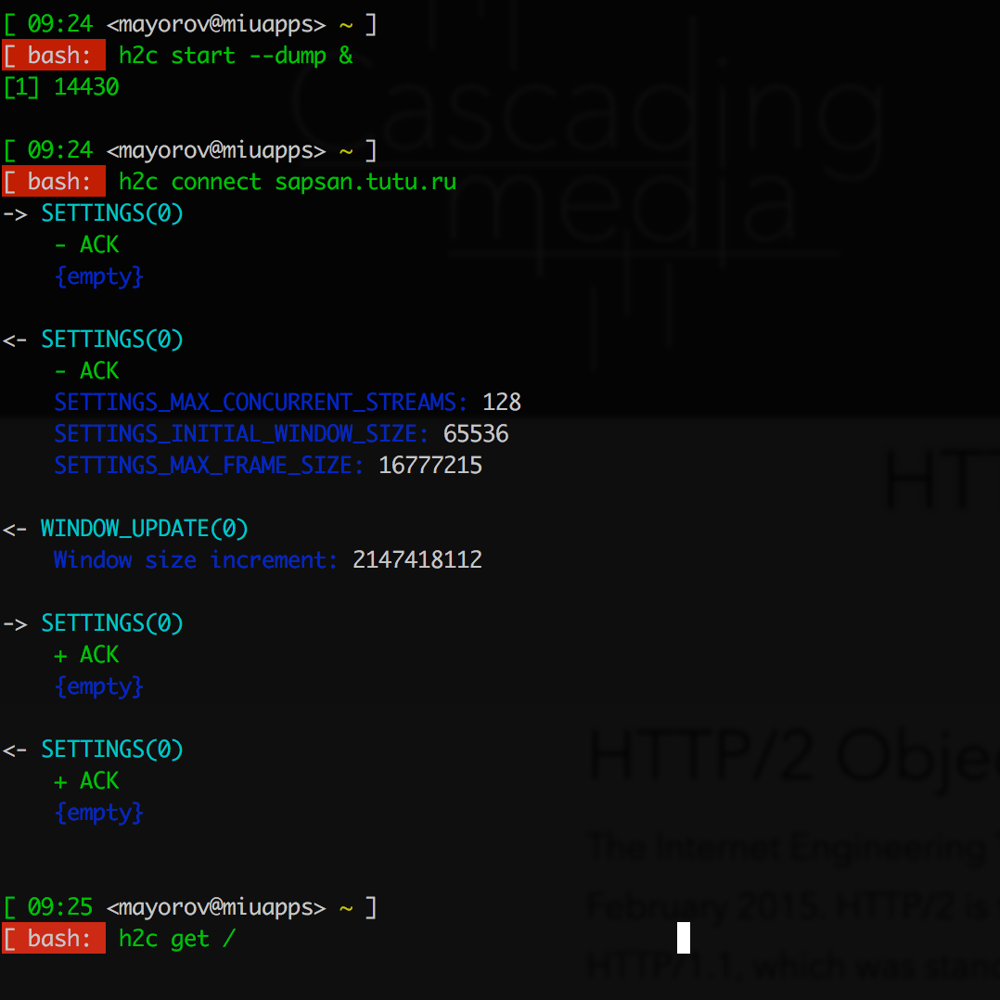 [ 09:24 <mayorov@miuapps> ~ ]
[ bash:  h2c start --dump &
[1] 14430
Cascading
[ 09:24 <mayorov@miuapps> ~ ]
[ bash:  h2c connect sapsan.tutu.ru
media
-> SETTINGS(0)
- ACK
{empty}
<- SETTINGS(0)
- ACK
SETTINGS_MAX_CONCURRENT_STREAMS: 128
SETTINGS_INITIAL_WINDOW_SIZE: 65536
SETTINGS_MAX_FRAME_SIZE: 16777215
HT
<- WINDOW_UPDATE(0)
Window size increment: 2147418112
-> SETTINGS(0)
+ ACK
{empty}
<- SETTINGS(0)
+ ACK
{empty}
HTTP/2 Objec
The Internet Engineering
February 2015. HTTP/2 is
HTTP/1.1, which was stan
[ 09:25 <mayorov@miuapps> ~ ]
[ bash:  h2c get /